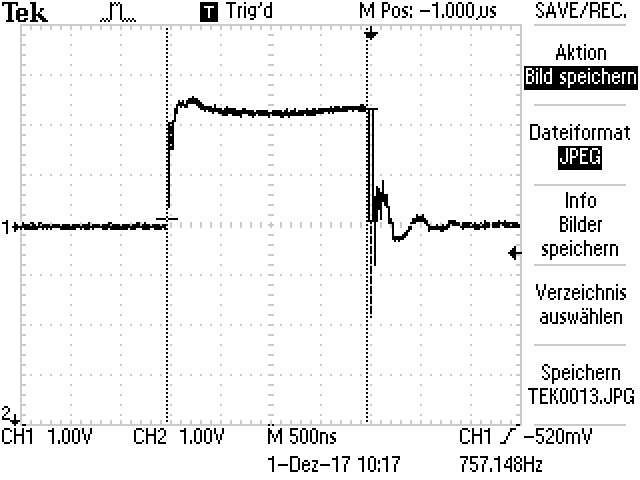 Tek T Trig'd M Pos: -1.000µs SAVE/REC.
Aktion
Bild speichern
Dateiformat
JPEG
Info
Bilder
speichern
1
Verzeichnis
auswählen
Speichern
TEK0013.JPG
2
CH1 1.00V CH2 1.00V M 500ns CH1 -520mV
1-Dez-17 10:17 757.148Hz